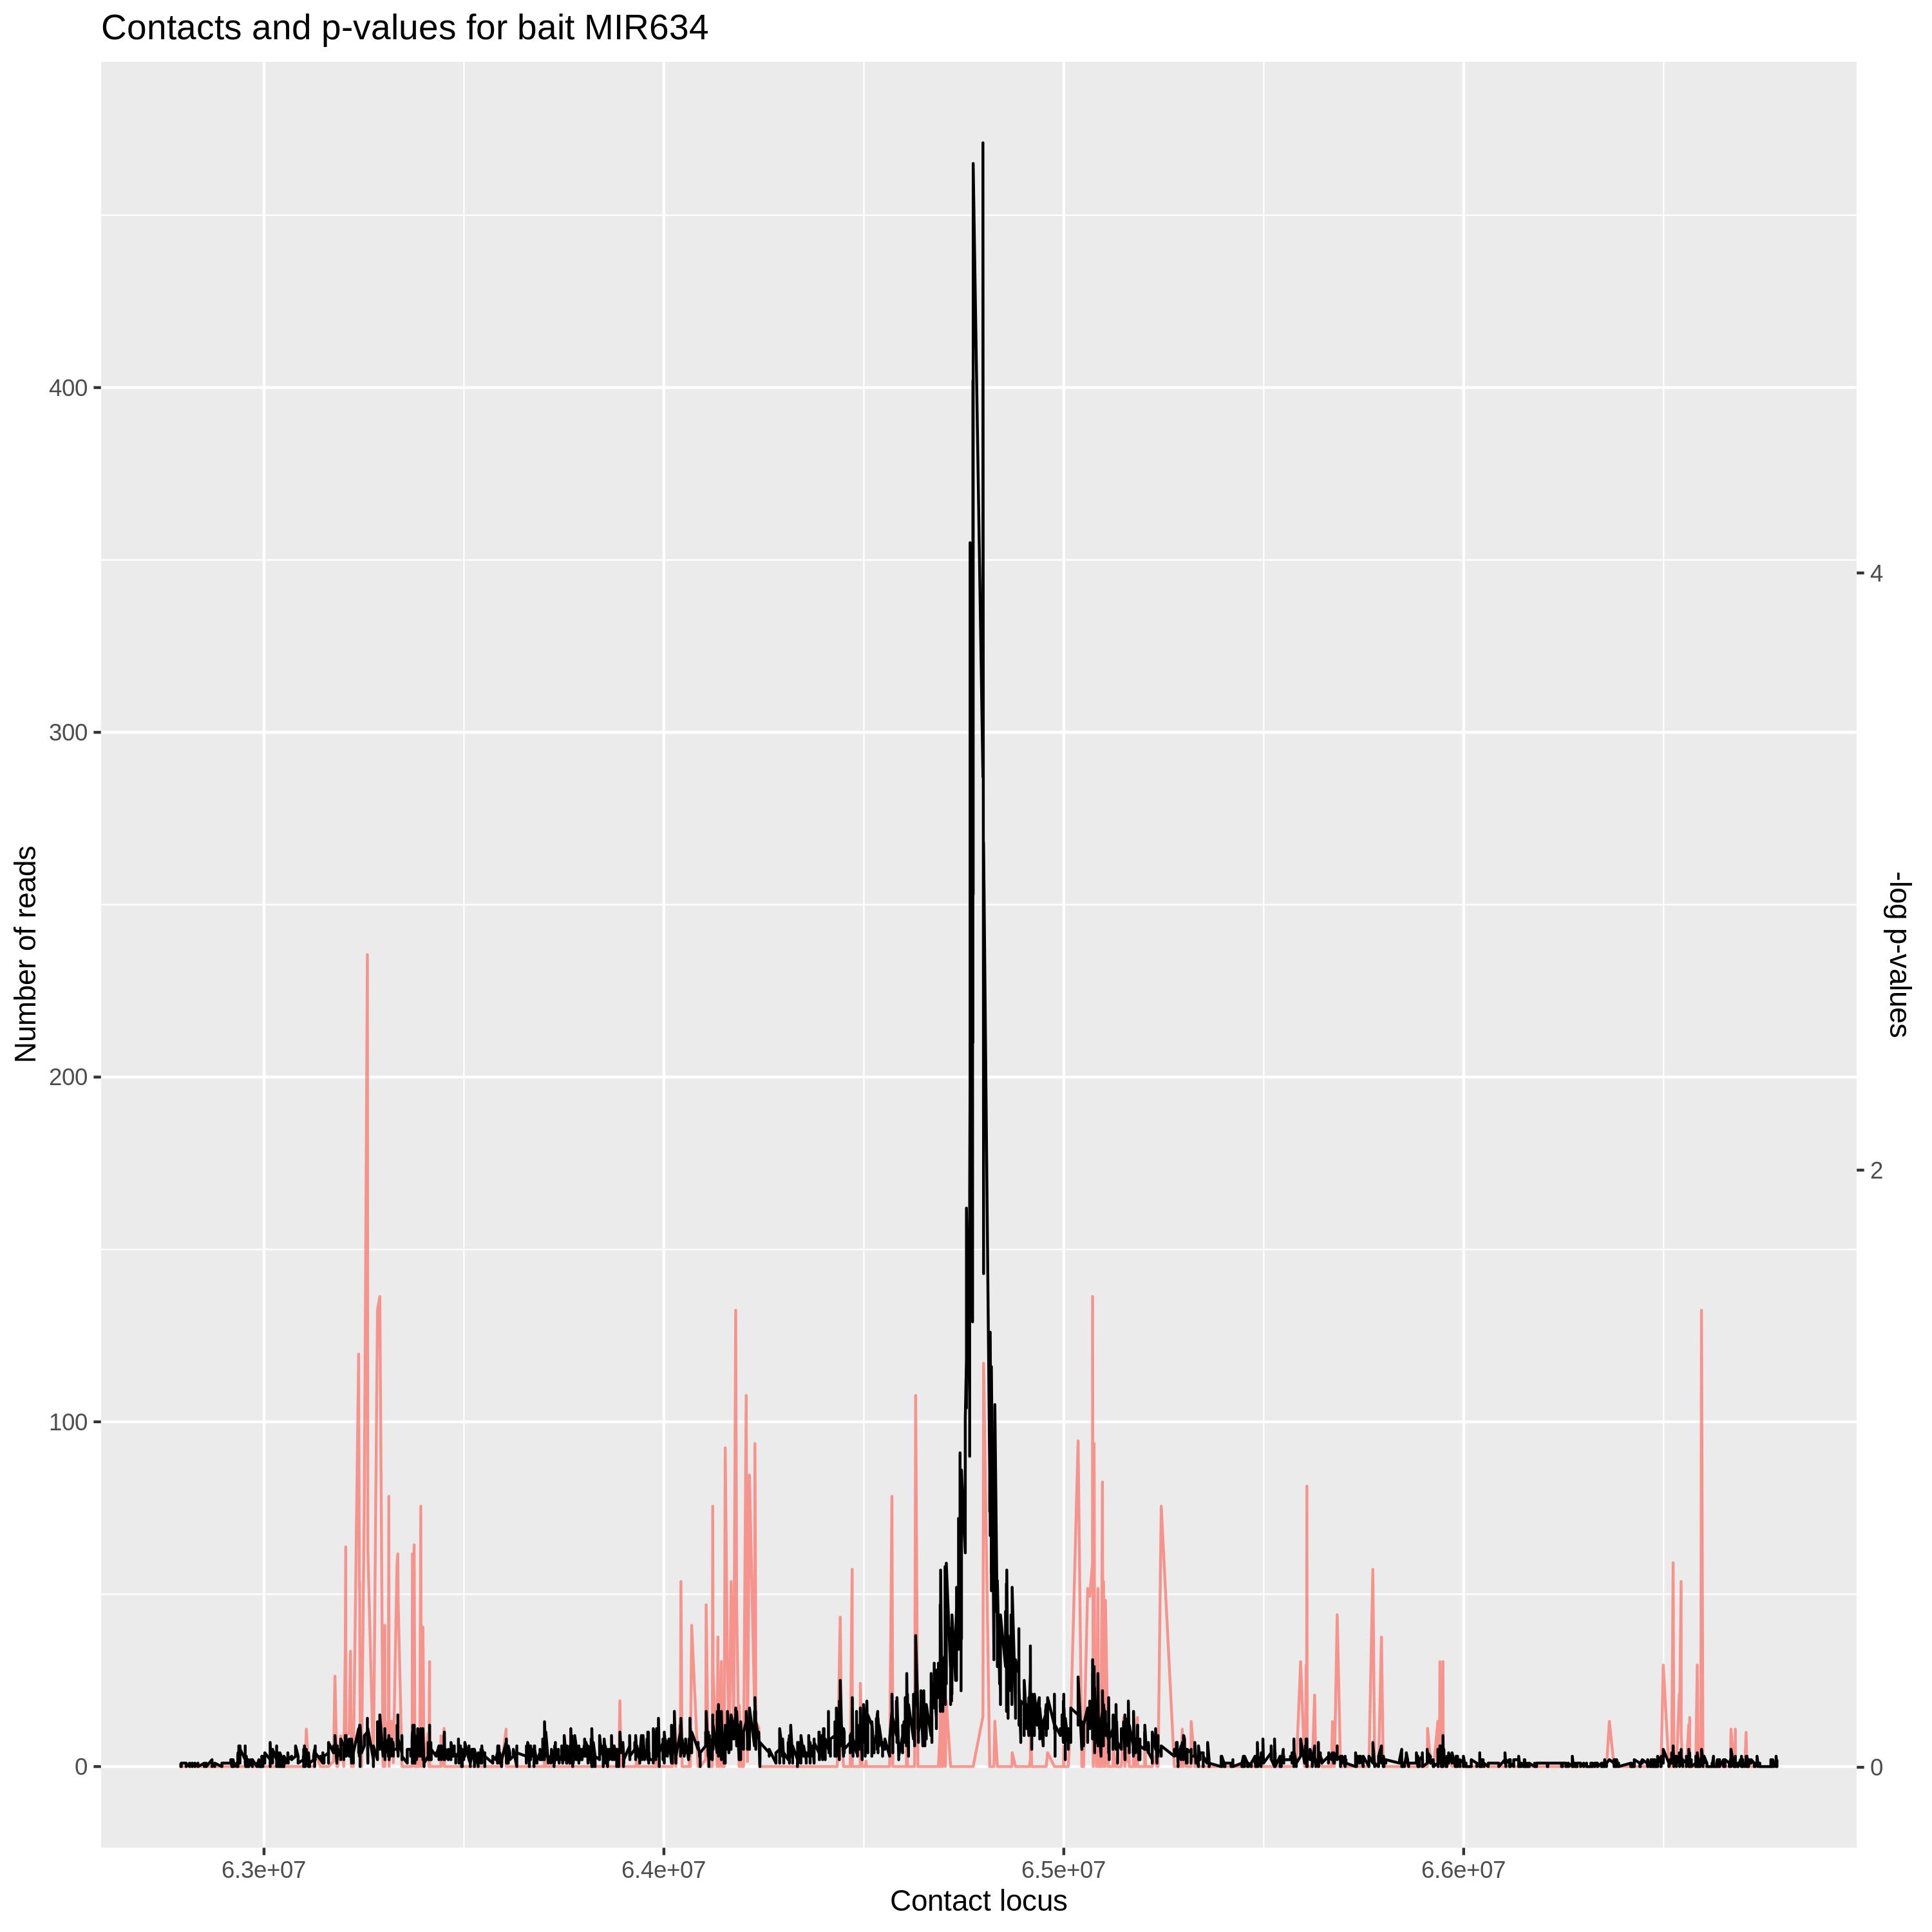 Contacts and p-values for bait MIR634
Number of reads
400
300
200
100
0
4
2
0
-log p-values
6.3e+07
6.4e+07
6.5e+07
6.6e+07
Contact locus